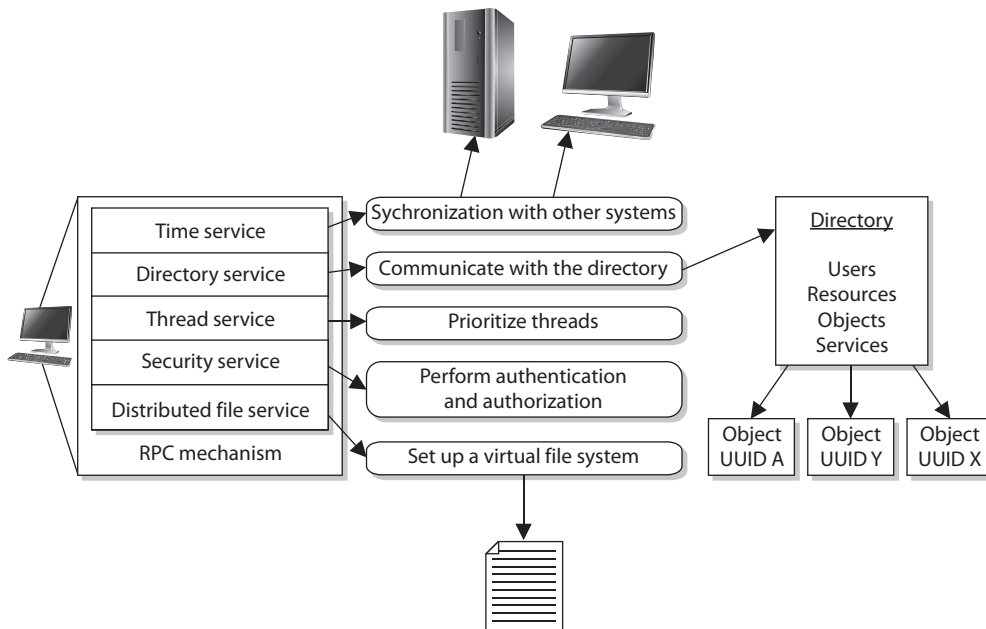 Time service
Directory service
Thread service
Security service
Distributed file service
RPC mechanism
Sychronization with other systems
Communicate with the directory
Prioritize threads
Perform authentication
and authorization
Set up a virtual file system
Directory
Users
Resources
Objects
Services
Object
UUID A
Object
UUID Y
Object
UUID X